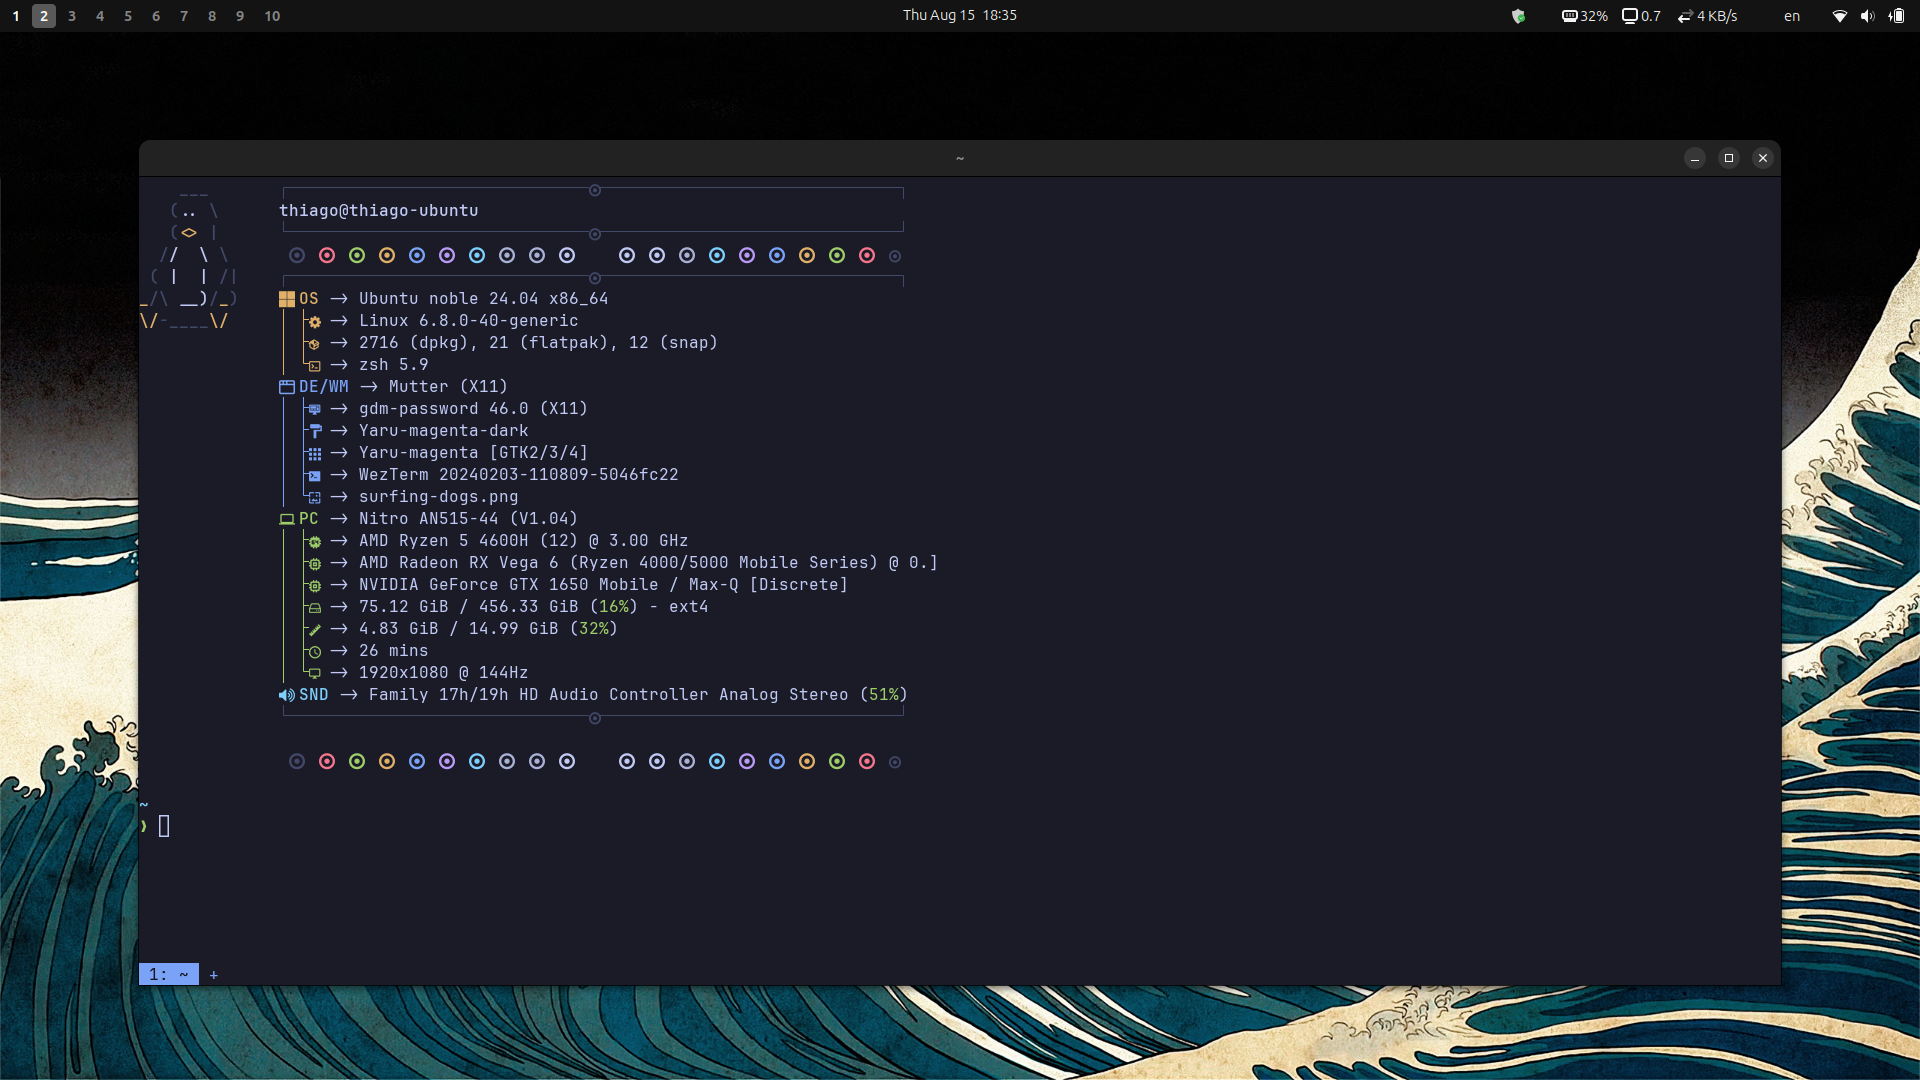 1 2 3 4 5 6 7 8 9 10 Thu Aug 15 18:35 32% 0.7 4 KB/s en
~
thiago@thiago-ubuntu
OS -> Ubuntu noble 24.04 x86_64
-> Linux 6.8.0-40-generic
-> 2716 (dpkg), 21 (flatpak), 12 (snap)
-> zsh 5.9
DE/WM -> Mutter (X11)
-> gdm-password 46.0 (X11)
-> Yaru-magenta-dark
-> Yaru-magenta [GTK2/3/4]
-> WezTerm 20240203-110809-5046fc22
-> surfing-dogs.png
PC -> Nitro AN515-44 (V1.04)
-> AMD Ryzen 5 4600H (12) @ 3.00 GHz
-> AMD Radeon RX Vega 6 (Ryzen 4000/5000 Mobile Series) @ 0.]
-> NVIDIA GeForce GTX 1650 Mobile / Max-Q [Discrete]
-> 75.12 GiB / 456.33 GiB (16%) - ext4
-> 4.83 GiB / 14.99 GiB (32%)
-> 26 mins
-> 1920x1080 @ 144Hz
SND -> Family 17h/19h HD Audio Controller Analog Stereo (51%)
~
❯
1: ~ +